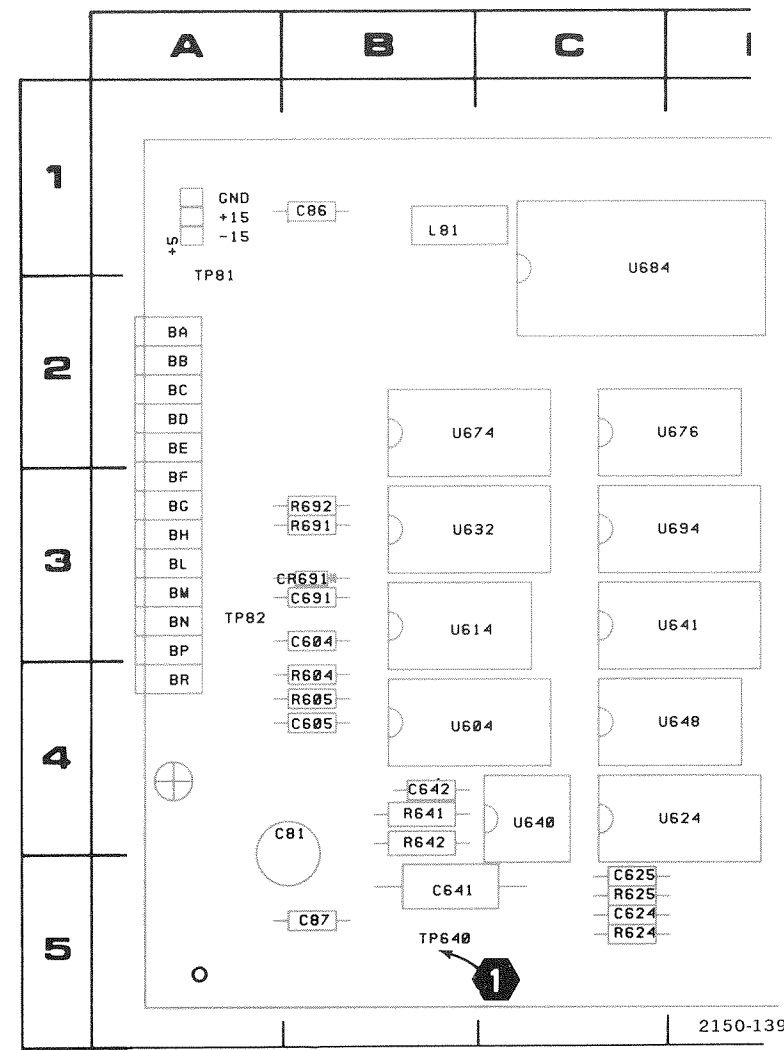 A B C
1
GND
+15
-15
+5
TP81
C86
L81
U684
2
BA
BB
BC
BD
BE
BF
BG
BH
BL
BM
BN
BP
BR
U674
U676
3
R692
R691
U632
U694
CR691
C691
TP82
C604
U614
U641
R604
R605
C605
U604
U648
4
C642
R641
R642
U640
U624
C81
C641
C625
R625
C624
R624
C87
TP640
5
1
2150-139